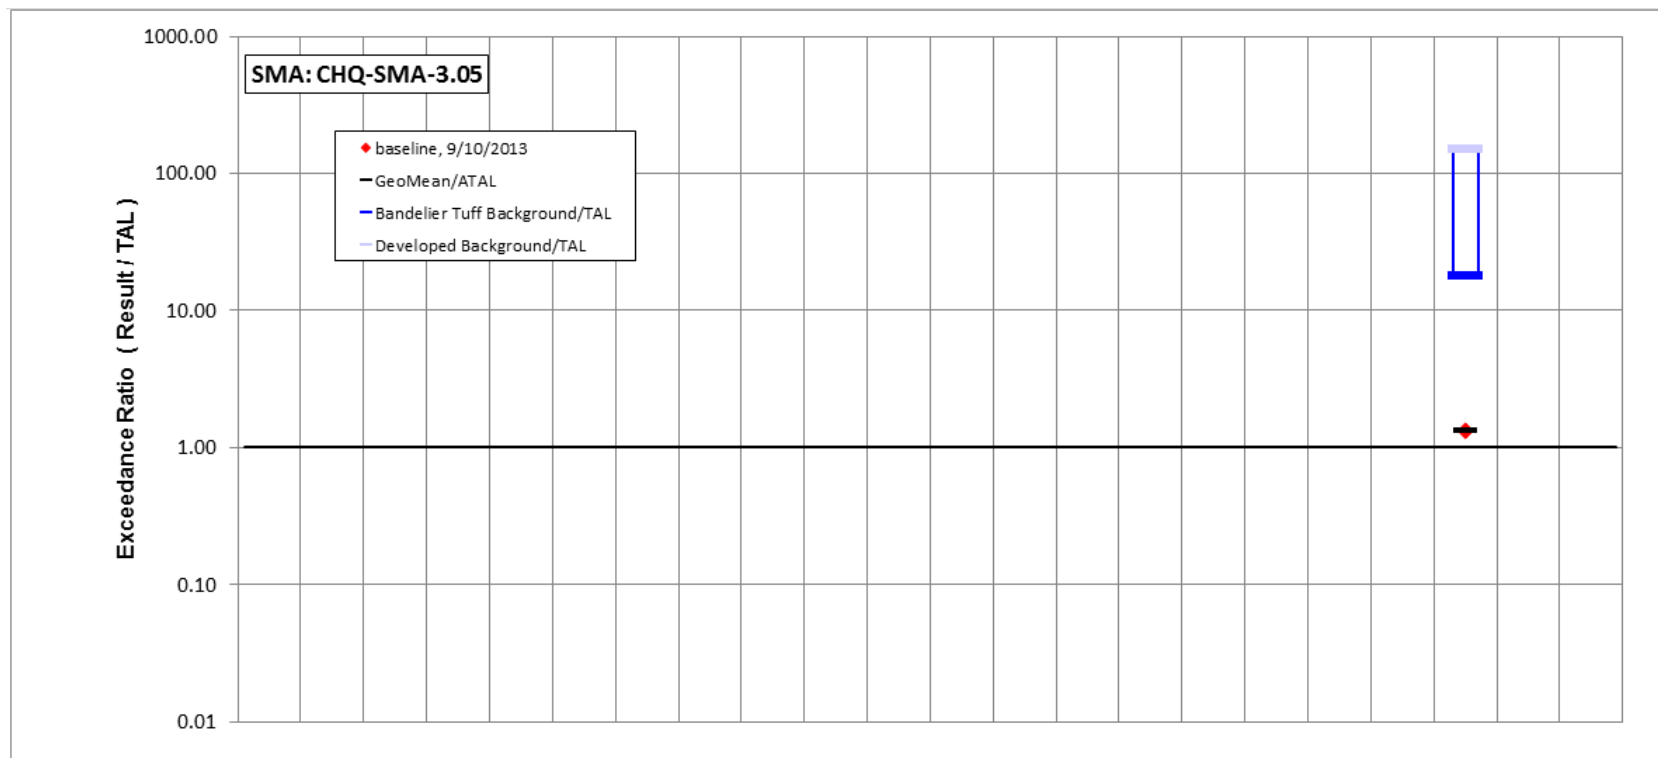 1000.00
SMA: CHQ-SMA-3.05
baseline, 9/10/2013
GeoMean/ATAL
Bandelier Tuff Background/TAL
Developed Background/TAL
100.00
10.00
1.00
0.10
0.01
Exceedance Ratio ( Result / TAL )